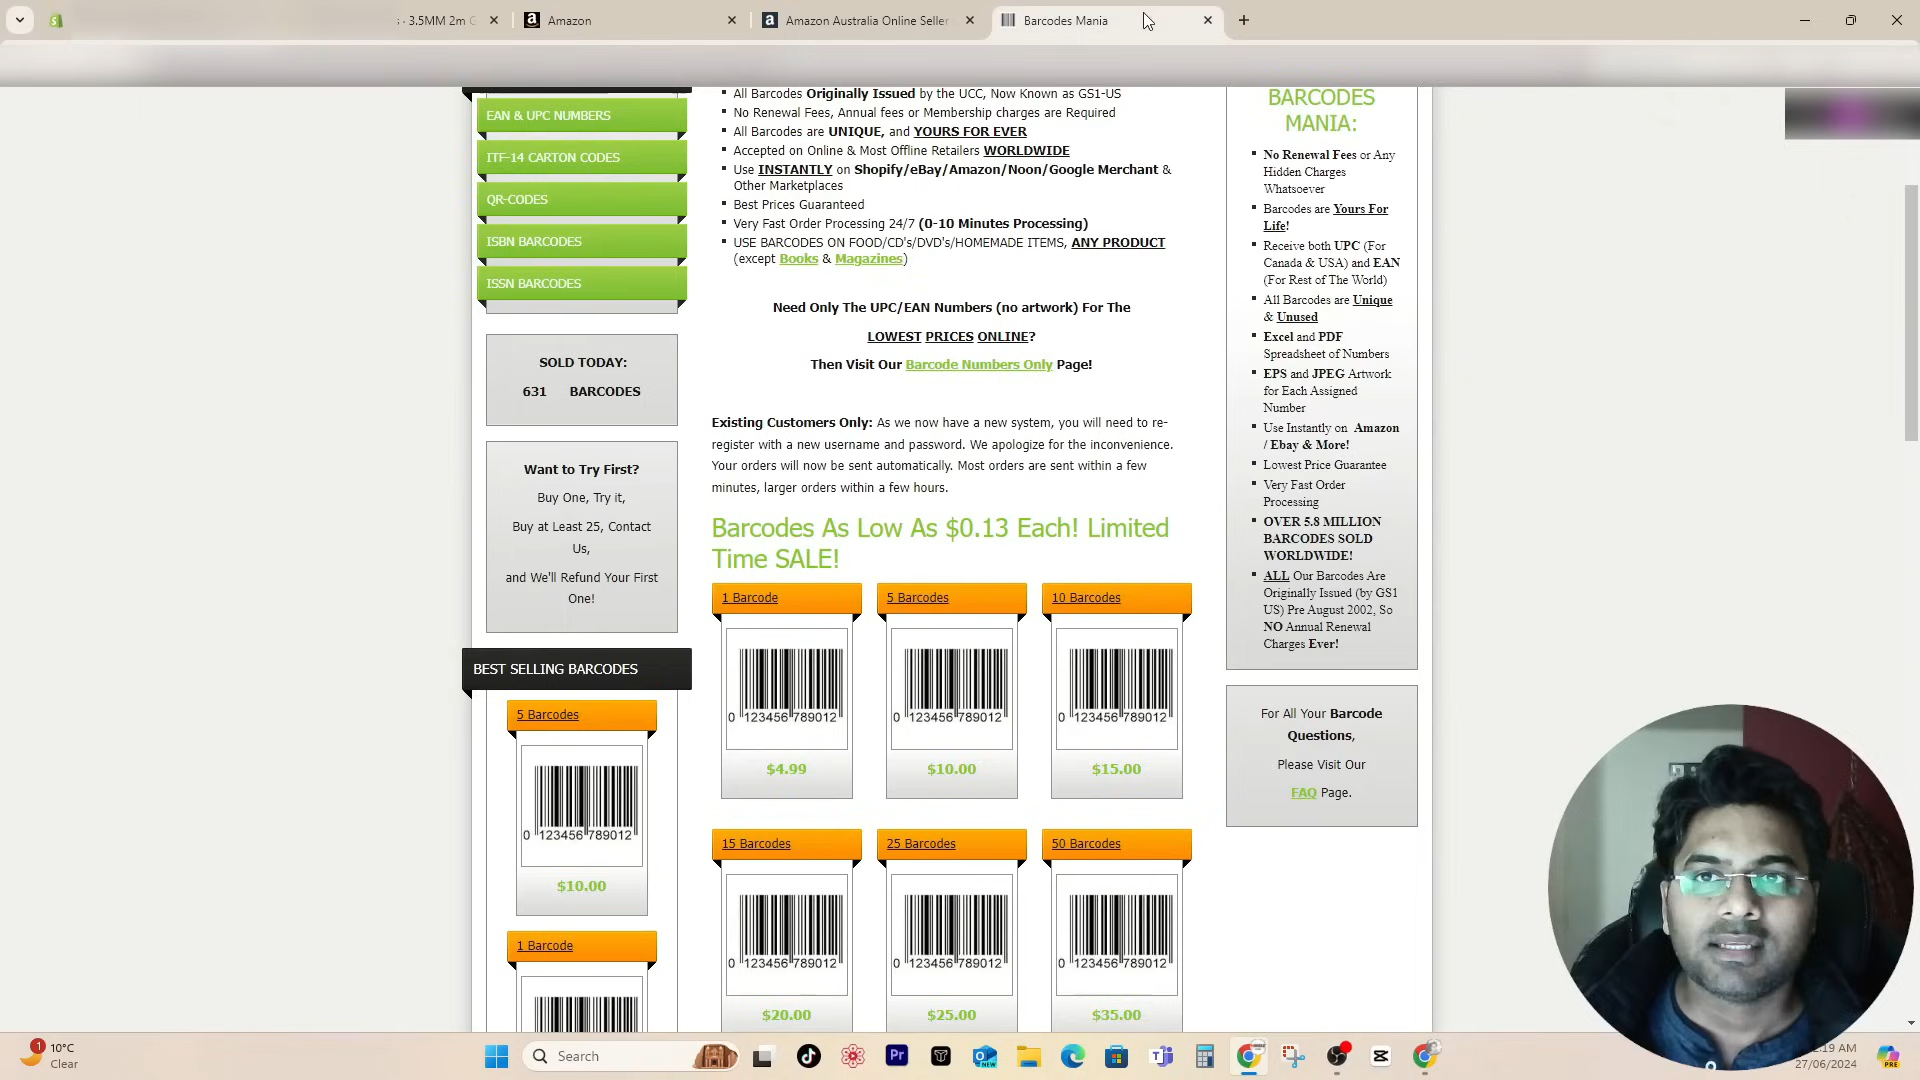 s · 3.5MM 2m G
Amazon
Amazon Australia Online Seller
Barcodes Mania
EAN & UPC NUMBERS
ITF-14 CARTON CODES
QR-CODES
ISBN BARCODES
ISSN BARCODES
SOLD TODAY:
631 BARCODES
Want to Try First?
Buy One, Try it,
Buy at Least 25, Contact
Us,
and We'll Refund Your First
One!
BEST SELLING BARCODES
5 Barcodes
0 123456 789012
$10.00
1 Barcode
All Barcodes Originally Issued by the UCC, Now Known as GS1-US
No Renewal Fees, Annual fees or Membership charges are Required
All Barcodes are UNIQUE, and YOURS FOR EVER
Accepted on Online & Most Offline Retailers WORLDWIDE
Use INSTANTLY on Shopify/eBay/Amazon/Noon/Google Merchant &
Other Marketplaces
Best Prices Guaranteed
Very Fast Order Processing 24/7 (0-10 Minutes Processing)
USE BARCODES ON FOOD/CD's/DVD's/HOMEMADE ITEMS, ANY PRODUCT
(except Books & Magazines)
Need Only The UPC/EAN Numbers (no artwork) For The
LOWEST PRICES ONLINE?
Then Visit Our Barcode Numbers Only Page!
Existing Customers Only: As we now have a new system, you will need to re-
register with a new username and password. We apologize for the inconvenience.
Your orders will now be sent automatically. Most orders are sent within a few
minutes, larger orders within a few hours.
Barcodes As Low As $0.13 Each! Limited
Time SALE!
1 Barcode
0 123456 789012
$4.99
5 Barcodes
0 123456 789012
$10.00
10 Barcodes
0 123456 789012
$15.00
15 Barcodes
0 123456 789012
$20.00
25 Barcodes
0 123456 789012
$25.00
50 Barcodes
0 123456 789012
$35.00
BARCODES
MANIA:
No Renewal Fees or Any
Hidden Charges
Whatsoever
Barcodes are Yours For
Life!
Receive both UPC (For
Canada & USA) and EAN
(For Rest of The World)
All Barcodes are Unique
& Unused
Excel and PDF
Spreadsheet of Numbers
EPS and JPEG Artwork
for Each Assigned
Number
Use Instantly on Amazon
/ Ebay & More!
Lowest Price Guarantee
Very Fast Order
Processing
OVER 5.8 MILLION
BARCODES SOLD
WORLDWIDE!
ALL Our Barcodes Are
Originally Issued (by GS1
US) Pre August 2002, So
NO Annual Renewal
Charges Ever!
For All Your Barcode
Questions,
Please Visit Our
FAQ Page.
1
10°C
Clear
Search
Pr
NEW
:19 AM
27/06/2024
PRE